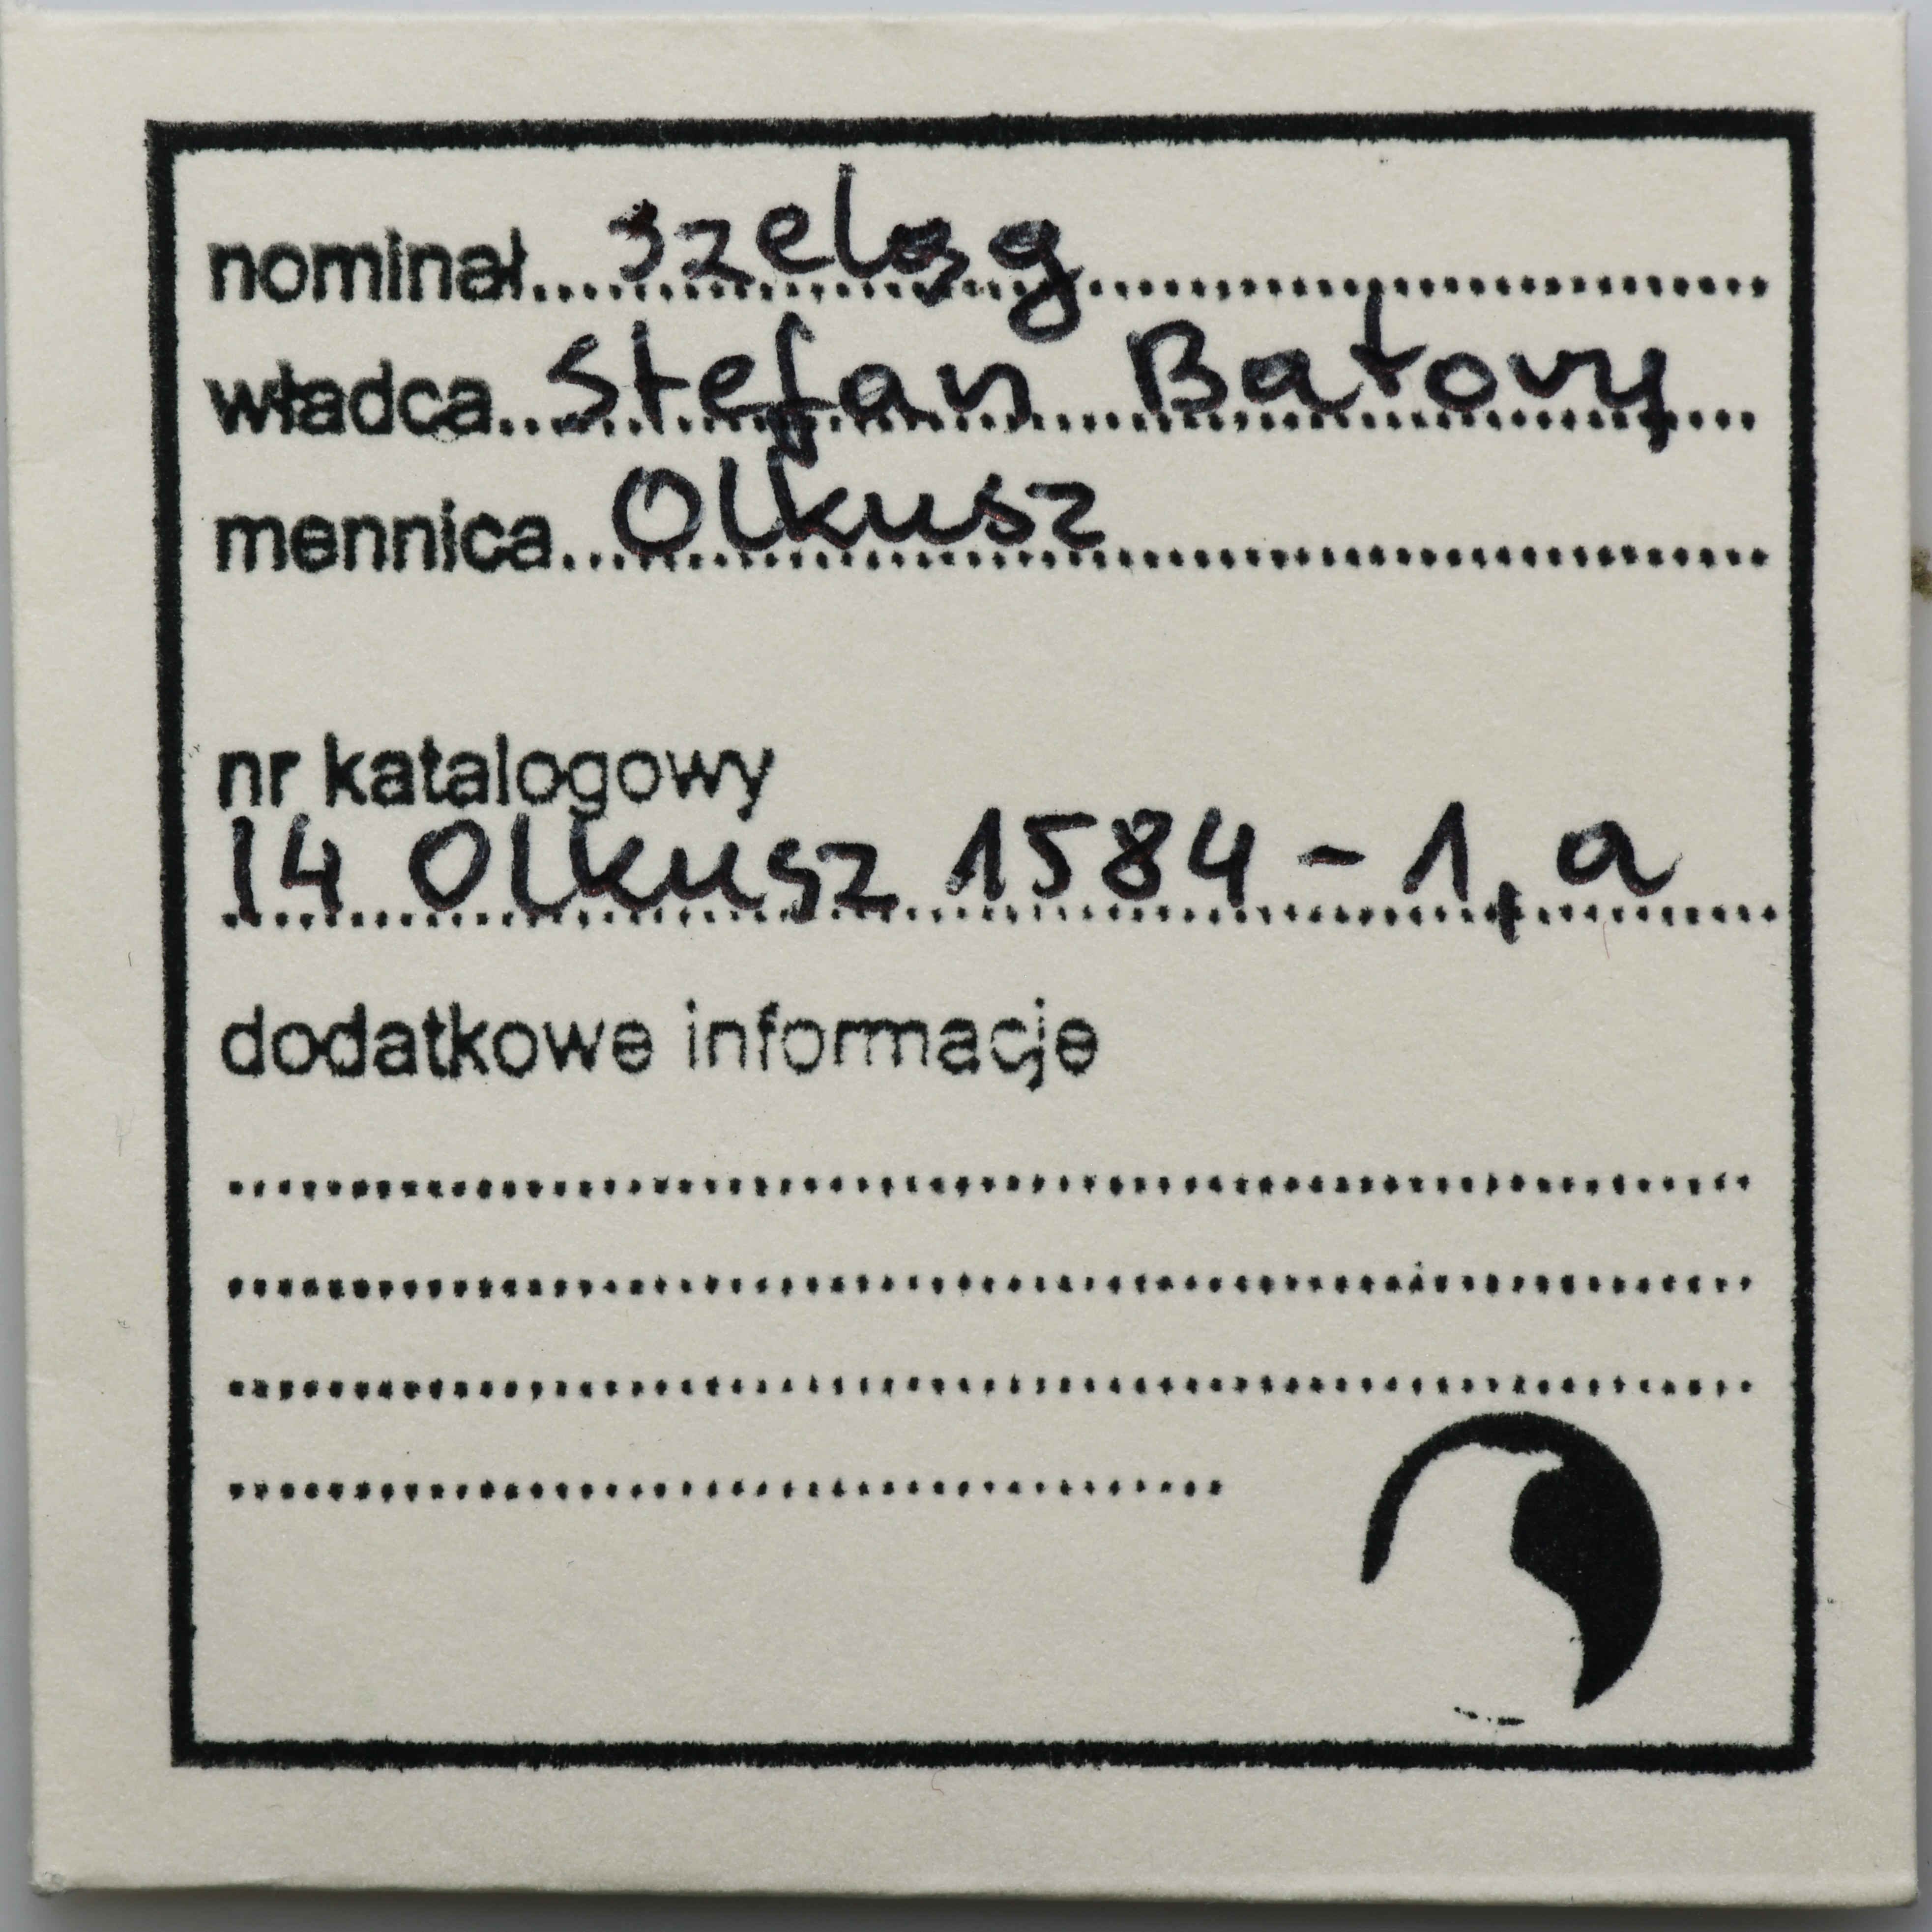 nominał szeląg
władca Stefan Batory
mennica Olkusz
nr katalogowy
14 Olkusz 1584 - 1, a
dodatkowe informacje